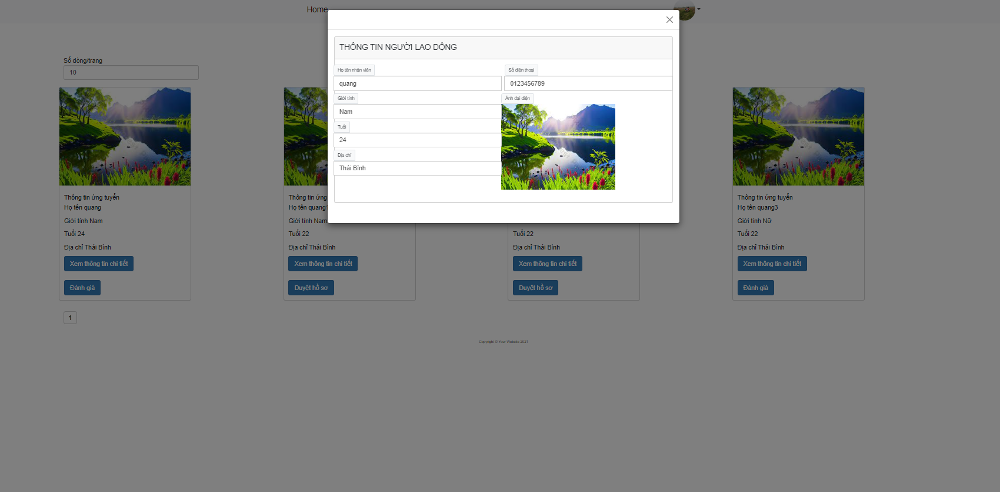 Home
THÔNG TIN NGƯỜI LAO DỘNG
Họ tên nhân viên
Số điện thoại
quang
0123456789
Giới tính
Ảnh đại diện
Nam
Tuổi
24
Địa chỉ
Thái Bình
Số dòng/trang
10
Thông tin ứng tuyển
Họ tên quang
Giới tính Nam
Tuổi 24
Địa chỉ Thái Bình
Xem thông tin chi tiết
Đánh giá
Thông tin ứng
Họ tên quang1
Giới tính Nam
Tuổi 22
Địa chỉ Thái Bình
Xem thông tin chi tiết
Duyệt hồ sơ
Tuổi 22
Địa chỉ Thái Bình
Xem thông tin chi tiết
Duyệt hồ sơ
Thông tin ứng tuyển
Họ tên quang3
Giới tính Nữ
Tuổi 22
Địa chỉ Thái Bình
Xem thông tin chi tiết
Đánh giá
1
Copyright © Your Website 2021